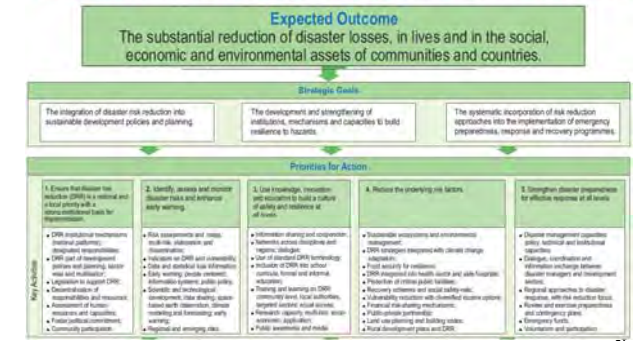 Expected Outcome
The substantial reduction of disaster losses, in lives and in the social,
economic and environmental assets of communities and countries.
Strategic Goals
The integration of disaster risk reduction into
sustainable development policies and planning.
The development and strengthening of
institutions, mechanisms and capacities to build
resilience to hazards.
The systematic incorporation of risk reduction
approaches into the implementation of emergency
preparedness, response and recovery programmes.
Priorities for Action
1. Ensure that disaster risk
reduction (DRR) is a national and
a local priority with a
strong institutional basis for
implementation.
2. Identify, assess and monitor
disaster risks and enhance
early warning.
3. Use knowledge, innovation
and education to build a culture
of safety and resilience at
all levels.
4. Reduce the underlying risk factors.
5. Strengthen disaster preparedness
for effective response at all levels.
Key Activities
• DRR institutional mechanisms
(national platforms);
designated responsibilities
• DRR part of development
policies and planning, sector
wise and multisector
• Legislation to support DRR
• Decentralisation of
responsibilities and resources
• Assessment of human
resources and capacities
• Foster political commitment
• Community participation
• Risk assessments and maps,
multi-risk, elaboration and
dissemination
• Indicators on DRR and vulnerability
• Data and statistical loss information
• Early warning: people centered;
information systems; public policy
• Scientific and technological
development; data sharing, space-
based earth observation, climate
modelling and forecasting; early
warning
• Regional and emerging risks
• Information sharing and cooperation
• Networks across disciplines and
regions; dialogue
• Use of standard DRR terminology
• Inclusion of DRR into school
curricula, formal and informal
education
• Training and learning on DRR:
community level, local authorities,
targeted sectors; equal access
• Research capacity: multi-risk; socio-
economic; application
• Public awareness and media
• Sustainable ecosystems and environmental
management
• DRR strategies integrated with climate change
adaptation
• Food security for resilience
• DRR integrated into health sector and safe hospitals
• Protection of critical public facilities
• Recovery schemes and social safety-nets
• Vulnerability reduction with diversified income options
• Financial risk-sharing mechanisms
• Public-private partnership
• Land use planning and building codes
• Rural development plans and DRR
• Disaster management capacities:
policy, technical and institutional
capacities
• Dialogue, coordination and
information exchange between
disaster managers and development
sectors
• Regional approaches to disaster
response, with risk reduction focus
• Review and exercise preparedness
and contingency plans
• Emergency funds
• Voluntarism and participation